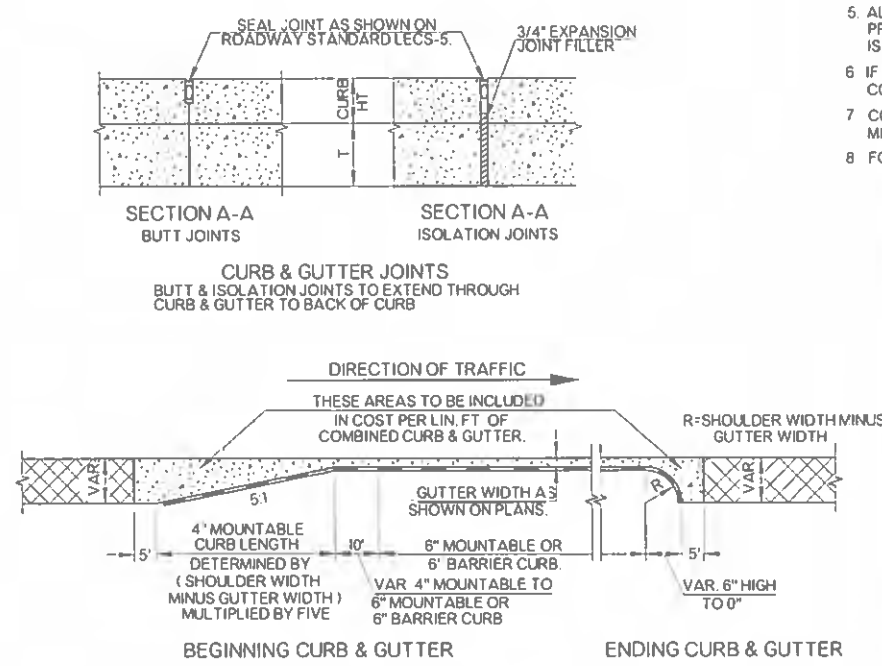 SEAL JOINT AS SHOWN ON
ROADWAY STANDARD LECS-5.
3/4" EXPANSION
JOINT FILLER
CURB
HT
T
SECTION A-A
BUTT JOINTS
SECTION A-A
ISOLATION JOINTS
CURB & GUTTER JOINTS
BUTT & ISOLATION JOINTS TO EXTEND THROUGH
CURB & GUTTER TO BACK OF CURB
5. AL
PR
IS
6 IF
CO
7 CO
MI
8 FO
DIRECTION OF TRAFFIC
THESE AREAS TO BE INCLUDED
IN COST PER LIN. FT OF
COMBINED CURB & GUTTER.
R=SHOULDER WIDTH MINUS
GUTTER WIDTH
VAR
5:1
GUTTER WIDTH AS
SHOWN ON PLANS.
R
VAR
5'
4" MOUNTABLE
CURB LENGTH
DETERMINED BY
( SHOULDER WIDTH
MINUS GUTTER WIDTH )
MULTIPLIED BY FIVE
10'
6" MOUNTABLE OR
6' BARRIER CURB.
VAR 4" MOUNTABLE TO
6" MOUNTABLE OR
6" BARRIER CURB
5'
VAR. 6" HIGH
TO 0"
BEGINNING CURB & GUTTER
ENDING CURB & GUTTER